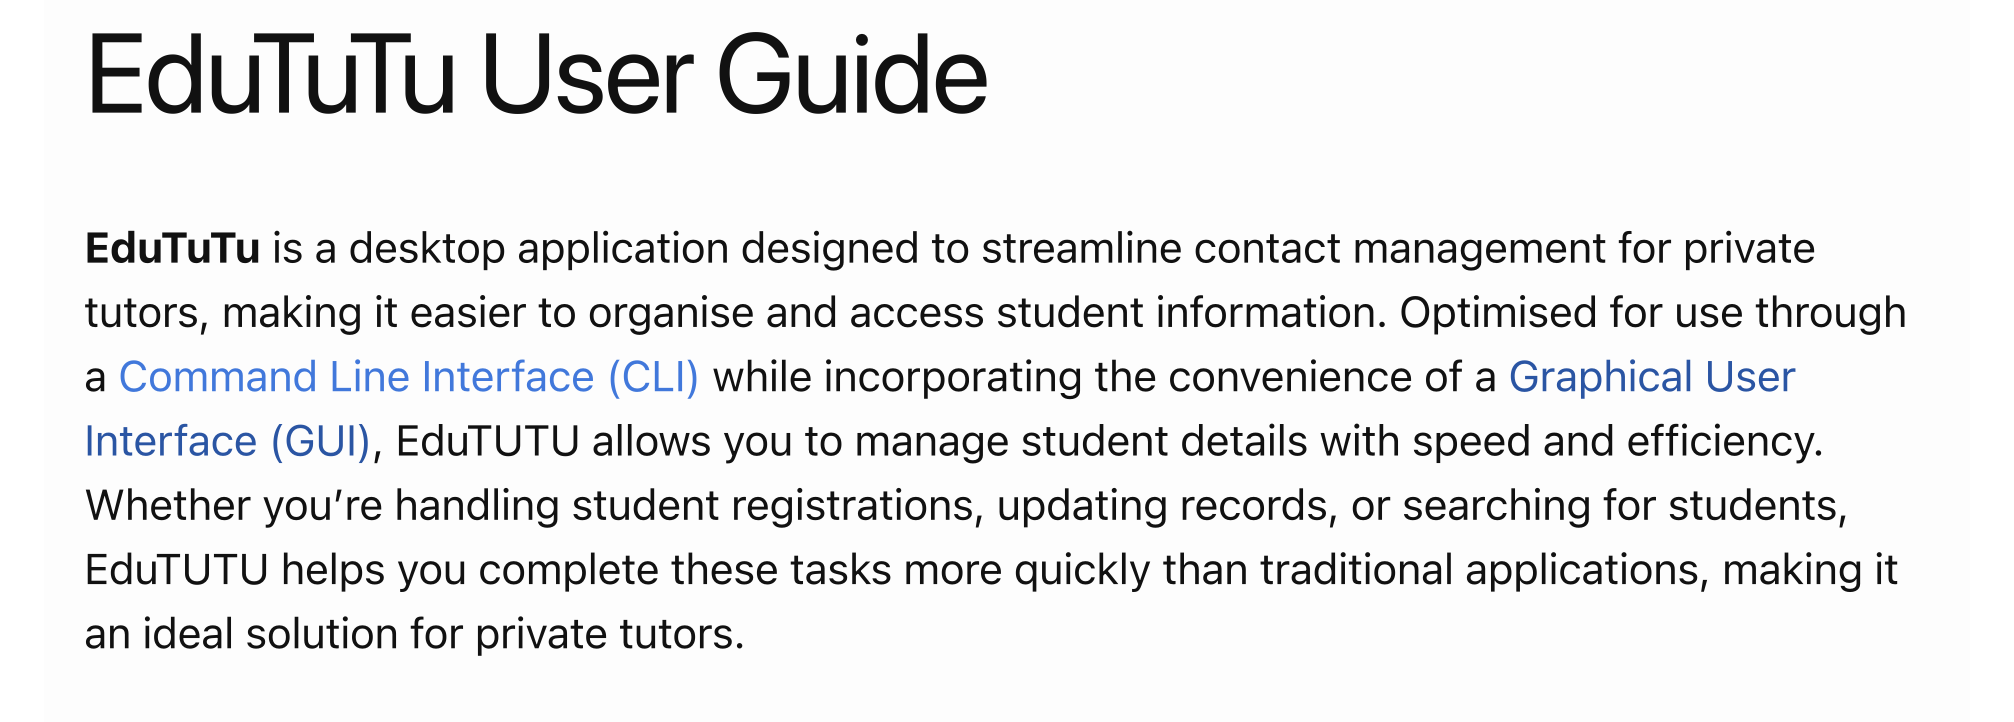 EduTuTu User Guide
EduTuTu is a desktop application designed to streamline contact management for private
tutors, making it easier to organise and access student information. Optimised for use through
a Command Line Interface (CLI) while incorporating the convenience of a Graphical User
Interface (GUI), EduTUTU allows you to manage student details with speed and efficiency.
Whether you’re handling student registrations, updating records, or searching for students,
EduTUTU helps you complete these tasks more quickly than traditional applications, making it
an ideal solution for private tutors.